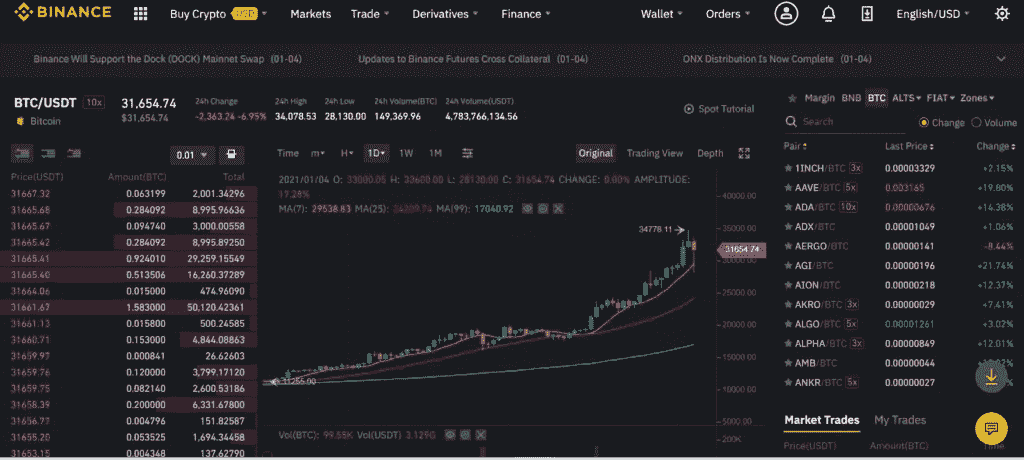 BINANCE Buy Crypto Markets Trade Derivatives Finance Wallet Orders English/USD
Binance Will Support the Dock (DOCK) Mainnet Swap (01-04) Updates to Binance Futures Cross Collateral (01-04) ONX Distribution Is Now Complete (01-04)
BTC/USDT 10x
Bitcoin
31,654.74
$31,654.74
24h Change
-2,363.24 -6.95%
24h High
34,078.53
24h Low
28,130.00
24h Volume(BTC)
149,369.96
24h Volume(USDT)
4,783,766,134.56
Spot Tutorial
0.01
Price(USDT) Amount(BTC) Total
31667.32 0.063199 2,001.34296
31665.68 0.284092 8,995.96636
31665.67 0.094740 3,000.00558
31665.42 0.284092 8,995.89250
31665.41 0.924010 29,259.15549
31665.40 0.513506 16,260.37289
31664.06 0.015000 474.96090
31661.67 1.583000 50,120.42361
31661.13 0.015800 500.24585
31660.71 0.153000 4,844.08863
31659.97 0.000841 26.62603
31659.76 0.120000 3,799.17120
31659.75 0.082140 2,600.53186
31658.39 0.200000 6,331.67800
0.004796 151.82587
31655.20 0.053525 1,694.34458
31653.15 0.004348 137.62790
Time m H 1D 1W 1M Original Trading View Depth
2021/01/04 O: 33000.05 H: 33600.00 L: 28130.00 C: 31654.74 CHANGE: 0.00% AMPLITUDE:
17.28%
MA(7): 29538.83 MA(25): MA(99): 17040.92
40000.00
34778.11
35000.00
31654.74
30000.00
25000.00
20000.00
15000.00
10000.00
5000.00
Vol(BTC): 99.55K Vol(USDT) 3.129G
200K
Margin BNB BTC ALTS FIAT Zones
Search Change Volume
Pair Last Price Change
1INCH/BTC 3x 0.00003329 +2.15%
AAVE/BTC 5x 0.003165 +19.80%
ADA/BTC 10x 0.00000676 +14.38%
ADX/BTC 0.00001049 +1.06%
AERGO/BTC 0.00000141 -8.44%
AGI/BTC 0.00000196 +21.74%
AION/BTC 0.00000218 +12.37%
AKRO/BTC 3x 0.00000029 +7.41%
ALGO/BTC 5x 0.00001261 +3.02%
ALPHA/BTC 3x 0.00000849 +12.01%
AMB/BTC 0.00000044
ANKR/BTC 5x 0.00000027
Market Trades My Trades
Price(USDT) Amount(BTC) Time